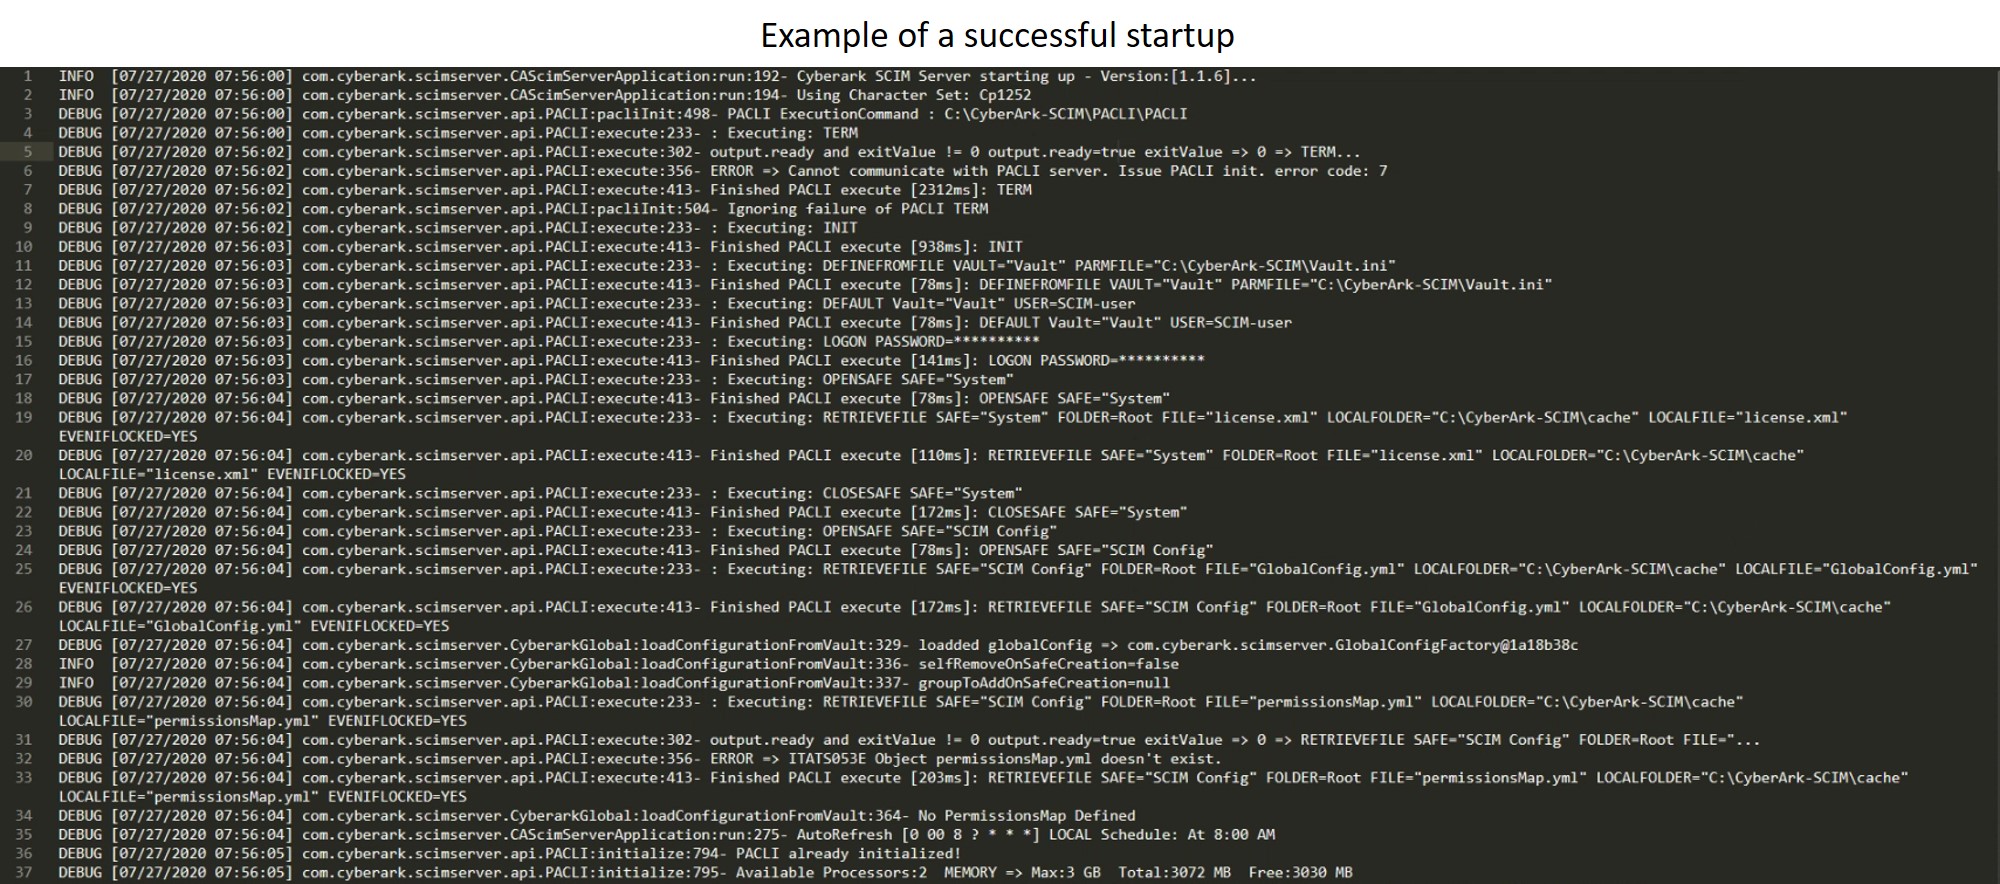 Example of a successful startup
1 INFO [07/27/2020 07:56:00] com.cyberark.scimserver.CAScimServerApplication:run:192- Cyberark SCIM Server starting up - Version:[1.1.6]...
2 INFO [07/27/2020 07:56:00] com.cyberark.scimserver.CAScimServerApplication:run:194- Using Character Set: Cp1252
3 DEBUG [07/27/2020 07:56:00] com.cyberark.scimserver.api.PACLI:pacliInit:498- PACLI ExecutionCommand : C:\CyberArk-SCIM\PACLI\PACLI
4 DEBUG [07/27/2020 07:56:00] com.cyberark.scimserver.api.PACLI:execute:233- : Executing: TERM
5 DEBUG [07/27/2020 07:56:02] com.cyberark.scimserver.api.PACLI:execute:302- output.ready and exitValue != 0 output.ready=true exitValue => 0 => TERM...
6 DEBUG [07/27/2020 07:56:02] com.cyberark.scimserver.api.PACLI:execute:356- ERROR => Cannot communicate with PACLI server. Issue PACLI init. error code: 7
7 DEBUG [07/27/2020 07:56:02] com.cyberark.scimserver.api.PACLI:execute:413- Finished PACLI execute [2312ms]: TERM
8 DEBUG [07/27/2020 07:56:02] com.cyberark.scimserver.api.PACLI:pacliInit:504- Ignoring failure of PACLI TERM
9 DEBUG [07/27/2020 07:56:02] com.cyberark.scimserver.api.PACLI:execute:233- : Executing: INIT
10 DEBUG [07/27/2020 07:56:03] com.cyberark.scimserver.api.PACLI:execute:413- Finished PACLI execute [938ms]: INIT
11 DEBUG [07/27/2020 07:56:03] com.cyberark.scimserver.api.PACLI:execute:233- : Executing: DEFINEFROMFILE VAULT="Vault" PARMFILE="C:\CyberArk-SCIM\Vault.ini"
12 DEBUG [07/27/2020 07:56:03] com.cyberark.scimserver.api.PACLI:execute:413- Finished PACLI execute [78ms]: DEFINEFROMFILE VAULT="Vault" PARMFILE="C:\CyberArk-SCIM\Vault.ini"
13 DEBUG [07/27/2020 07:56:03] com.cyberark.scimserver.api.PACLI:execute:233- : Executing: DEFAULT Vault="Vault" USER=SCIM-user
14 DEBUG [07/27/2020 07:56:03] com.cyberark.scimserver.api.PACLI:execute:413- Finished PACLI execute [78ms]: DEFAULT Vault="Vault" USER=SCIM-user
15 DEBUG [07/27/2020 07:56:03] com.cyberark.scimserver.api.PACLI:execute:233- : Executing: LOGON PASSWORD=**********
16 DEBUG [07/27/2020 07:56:03] com.cyberark.scimserver.api.PACLI:execute:413- Finished PACLI execute [141ms]: LOGON PASSWORD=**********
17 DEBUG [07/27/2020 07:56:03] com.cyberark.scimserver.api.PACLI:execute:233- : Executing: OPENSAFE SAFE="System"
18 DEBUG [07/27/2020 07:56:04] com.cyberark.scimserver.api.PACLI:execute:413- Finished PACLI execute [78ms]: OPENSAFE SAFE="System"
19 DEBUG [07/27/2020 07:56:04] com.cyberark.scimserver.api.PACLI:execute:233- : Executing: RETRIEVEFILE SAFE="System" FOLDER=Root FILE="license.xml" LOCALFOLDER="C:\CyberArk-SCIM\cache" LOCALFILE="license.xml"
EVENIFLOCKED=YES
20 DEBUG [07/27/2020 07:56:04] com.cyberark.scimserver.api.PACLI:execute:413- Finished PACLI execute [110ms]: RETRIEVEFILE SAFE="System" FOLDER=Root FILE="license.xml" LOCALFOLDER="C:\CyberArk-SCIM\cache"
LOCALFILE="license.xml" EVENIFLOCKED=YES
21 DEBUG [07/27/2020 07:56:04] com.cyberark.scimserver.api.PACLI:execute:233- : Executing: CLOSESAFE SAFE="System"
22 DEBUG [07/27/2020 07:56:04] com.cyberark.scimserver.api.PACLI:execute:413- Finished PACLI execute [172ms]: CLOSESAFE SAFE="System"
23 DEBUG [07/27/2020 07:56:04] com.cyberark.scimserver.api.PACLI:execute:233- : Executing: OPENSAFE SAFE="SCIM Config"
24 DEBUG [07/27/2020 07:56:04] com.cyberark.scimserver.api.PACLI:execute:413- Finished PACLI execute [78ms]: OPENSAFE SAFE="SCIM Config"
25 DEBUG [07/27/2020 07:56:04] com.cyberark.scimserver.api.PACLI:execute:233- : Executing: RETRIEVEFILE SAFE="SCIM Config" FOLDER=Root FILE="GlobalConfig.yml" LOCALFOLDER="C:\CyberArk-SCIM\cache" LOCALFILE="GlobalConfig.yml"
EVENIFLOCKED=YES
26 DEBUG [07/27/2020 07:56:04] com.cyberark.scimserver.api.PACLI:execute:413- Finished PACLI execute [172ms]: RETRIEVEFILE SAFE="SCIM Config" FOLDER=Root FILE="GlobalConfig.yml" LOCALFOLDER="C:\CyberArk-SCIM\cache"
LOCALFILE="GlobalConfig.yml" EVENIFLOCKED=YES
27 DEBUG [07/27/2020 07:56:04] com.cyberark.scimserver.CyberarkGlobal:loadConfigurationFromVault:329- loadded globalConfig => com.cyberark.scimserver.GlobalConfigFactory@1a18b38c
28 INFO [07/27/2020 07:56:04] com.cyberark.scimserver.CyberarkGlobal:loadConfigurationFromVault:336- selfRemoveOnSafeCreation=false
29 INFO [07/27/2020 07:56:04] com.cyberark.scimserver.CyberarkGlobal:loadConfigurationFromVault:337- groupToAddOnSafeCreation=null
30 DEBUG [07/27/2020 07:56:04] com.cyberark.scimserver.api.PACLI:execute:233- : Executing: RETRIEVEFILE SAFE="SCIM Config" FOLDER=Root FILE="permissionsMap.yml" LOCALFOLDER="C:\CyberArk-SCIM\cache"
LOCALFILE="permissionsMap.yml" EVENIFLOCKED=YES
31 DEBUG [07/27/2020 07:56:04] com.cyberark.scimserver.api.PACLI:execute:302- output.ready and exitValue != 0 output.ready=true exitValue => 0 => RETRIEVEFILE SAFE="SCIM Config" FOLDER=Root FILE="...
32 DEBUG [07/27/2020 07:56:04] com.cyberark.scimserver.api.PACLI:execute:356- ERROR => ITATS053E Object permissionsMap.yml doesn't exist.
33 DEBUG [07/27/2020 07:56:04] com.cyberark.scimserver.api.PACLI:execute:413- Finished PACLI execute [203ms]: RETRIEVEFILE SAFE="SCIM Config" FOLDER=Root FILE="permissionsMap.yml" LOCALFOLDER="C:\CyberArk-SCIM\cache"
LOCALFILE="permissionsMap.yml" EVENIFLOCKED=YES
34 DEBUG [07/27/2020 07:56:04] com.cyberark.scimserver.CyberarkGlobal:loadConfigurationFromVault:364- No PermissionsMap Defined
35 DEBUG [07/27/2020 07:56:04] com.cyberark.scimserver.CAScimServerApplication:run:275- AutoRefresh [0 00 8 ? * * *] LOCAL Schedule: At 8:00 AM
36 DEBUG [07/27/2020 07:56:05] com.cyberark.scimserver.api.PACLI:initialize:794- PACLI already initialized!
37 DEBUG [07/27/2020 07:56:05] com.cyberark.scimserver.api.PACLI:initialize:795- Available Processors:2 MEMORY => Max:3 GB Total:3072 MB Free:3030 MB